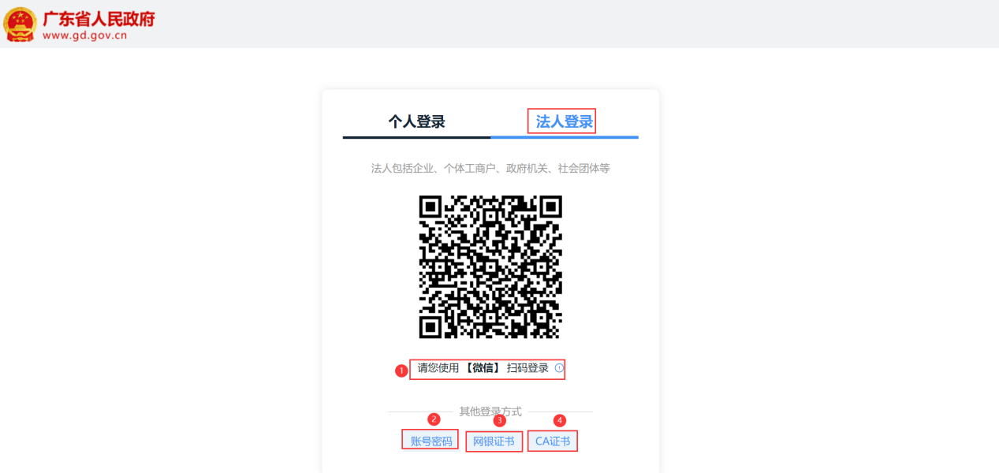 广东省人民政府
www.gd.gov.cn
个人登录 法人登录
法人包括企业、个体工商户、政府机关、社会团体等
1 请您使用【微信】扫码登录
其他登录方式
2 3 4
账号密码 网银证书 CA证书